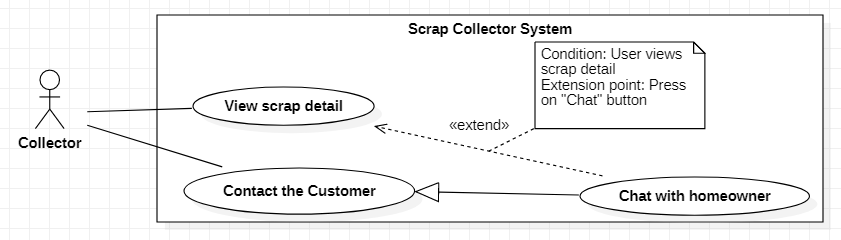 Scrap Collector System
Condition: User views
scrap detail
Extension point: Press
on "Chat" button
View scrap detail
«extend»
Collector
Contact the Customer
Chat with homeowner